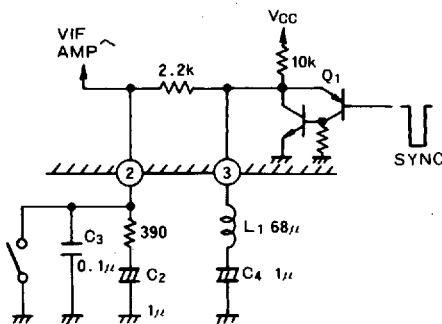 VIF
AMP
VCC
2.2k
10k
Q1
SYNC
2
3
C3
0.1μ
390
C2
1μ
L1 68μ
C4 1μ